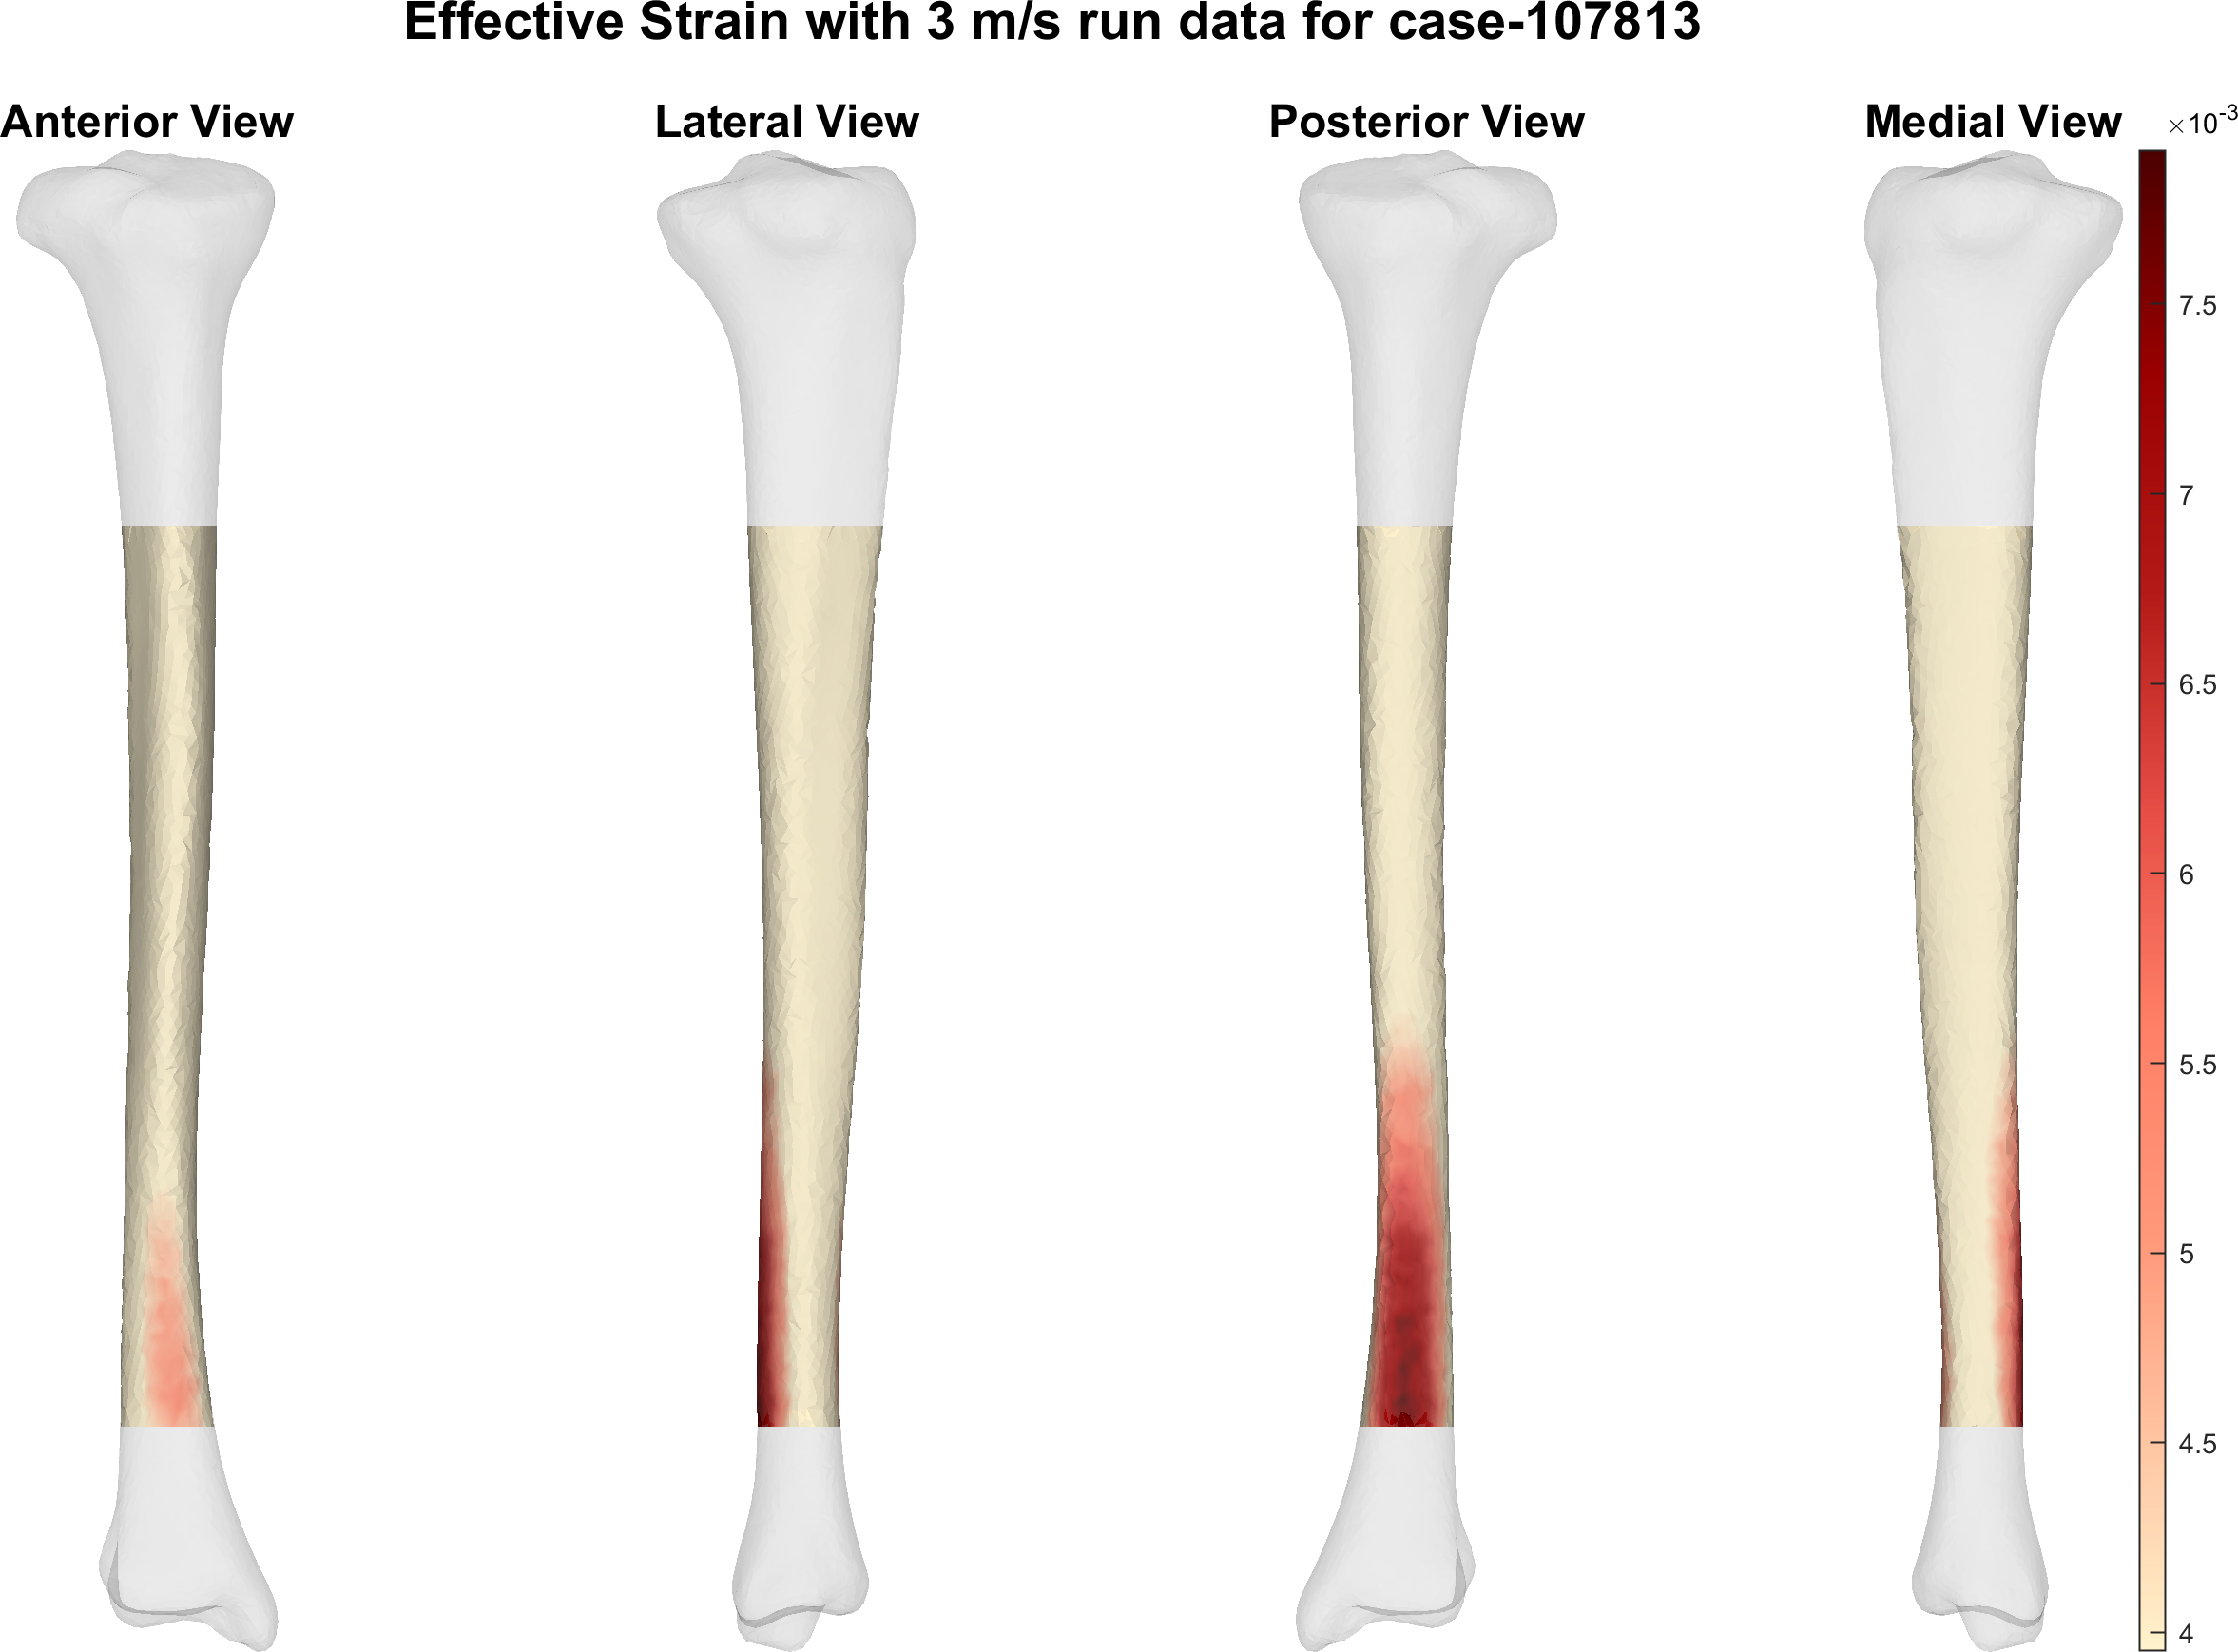 Effective Strain with 3 m/s run data for case-107813
Anterior View
Lateral View
Posterior View
Medial View
×10-3
7.5
7
6.5
6
5.5
5
4.5
4